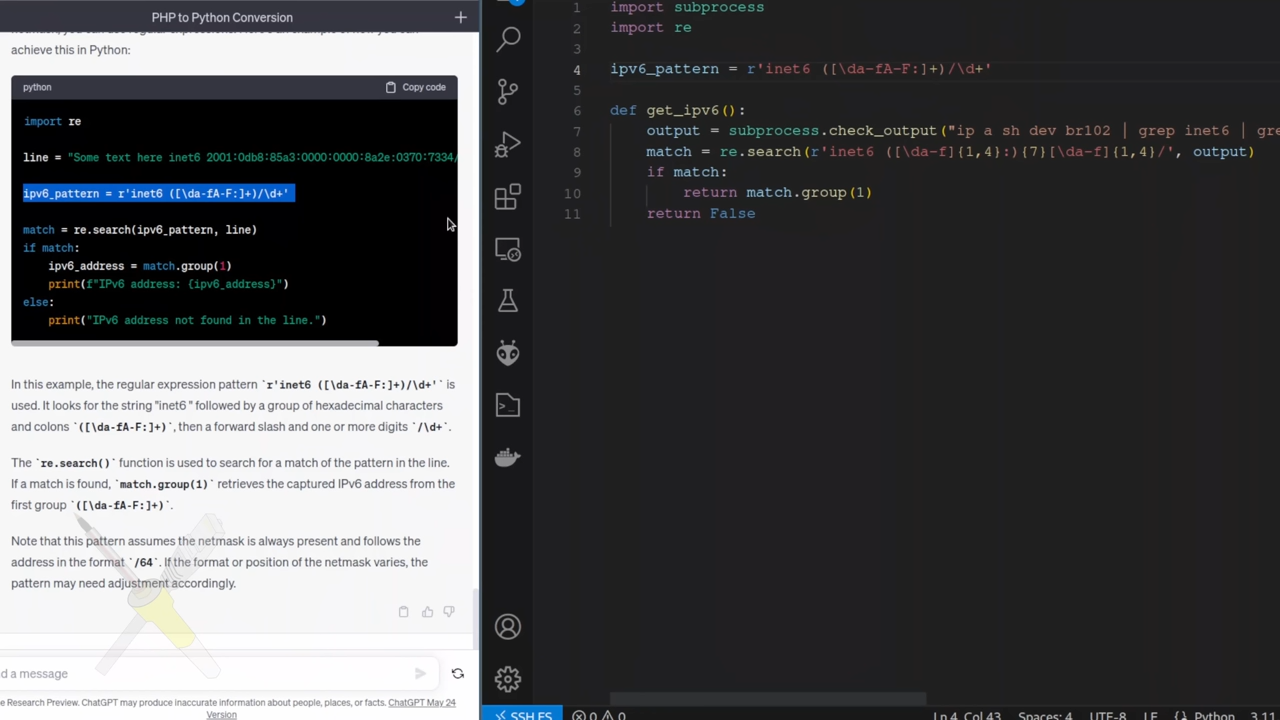 PHP to Python Conversion
achieve this in Python:
python
Copy code
import re
line = "Some text here inet6 2001:0db8:85a3:0000:0000:8a2e:0370:7334/
ipv6_pattern = r'inet6 ([\da-fA-F:]+)/\d+'
match = re.search(ipv6_pattern, line)
if match:
ipv6_address = match.group(1)
print(f"IPv6 address: {ipv6_address}")
else:
print("IPv6 address not found in the line.")
In this example, the regular expression pattern `r'inet6 ([\da-fA-F:]+)/\d+'` is
used. It looks for the string "inet6 " followed by a group of hexadecimal characters
and colons `([\da-fA-F:]+)`, then a forward slash and one or more digits `/\d+`.
The `re.search()` function is used to search for a match of the pattern in the line.
If a match is found, `match.group(1)` retrieves the captured IPv6 address from the
first group `([\da-fA-F:]+)`.
Note that this pattern assumes the netmask is always present and follows the
address in the format `/64`. If the format or position of the netmask varies, the
pattern may need adjustment accordingly.
d a message
e Research Preview. ChatGPT may produce inaccurate information about people, places, or facts. ChatGPT May 24
Version
1 import subprocess
2 import re
3
4 ipv6_pattern = r'inet6 ([\da-fA-F:]+)/\d+'
5
6 def get_ipv6():
7 output = subprocess.check_output("ip a sh dev br102 | grep inet6 | gre
8 match = re.search(r'inet6 ([\da-f]{1,4}:){7}[\da-f]{1,4}/', output)
9 if match:
10 return match.group(1)
11 return False
SSH FS
0 0
Ln 4, Col 43
Spaces: 4
UTF-8
LF
Python
3.11